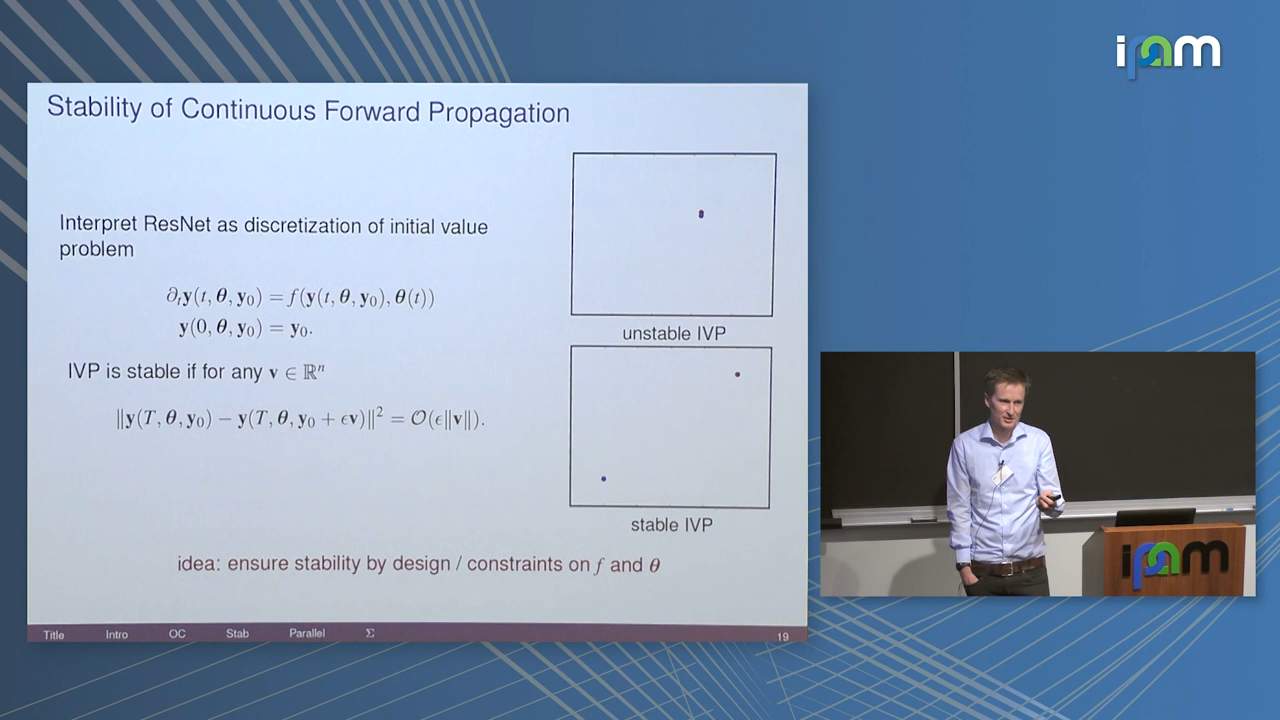 ipam
Stability of Continuous Forward Propagation
Interpret ResNet as discretization of initial value
problem
∂ₜy(t, θ, y₀) = f(y(t, θ, y₀), θ(t))
y(0, θ, y₀) = y₀.
IVP is stable if for any v ∈ ℝⁿ
‖y(T, θ, y₀) − y(T, θ, y₀ + ϵv)‖² = 𝒪(ϵ‖v‖).
unstable IVP
stable IVP
idea: ensure stability by design / constraints on f and θ
Title Intro OC Stab Parallel Σ 19
ipam